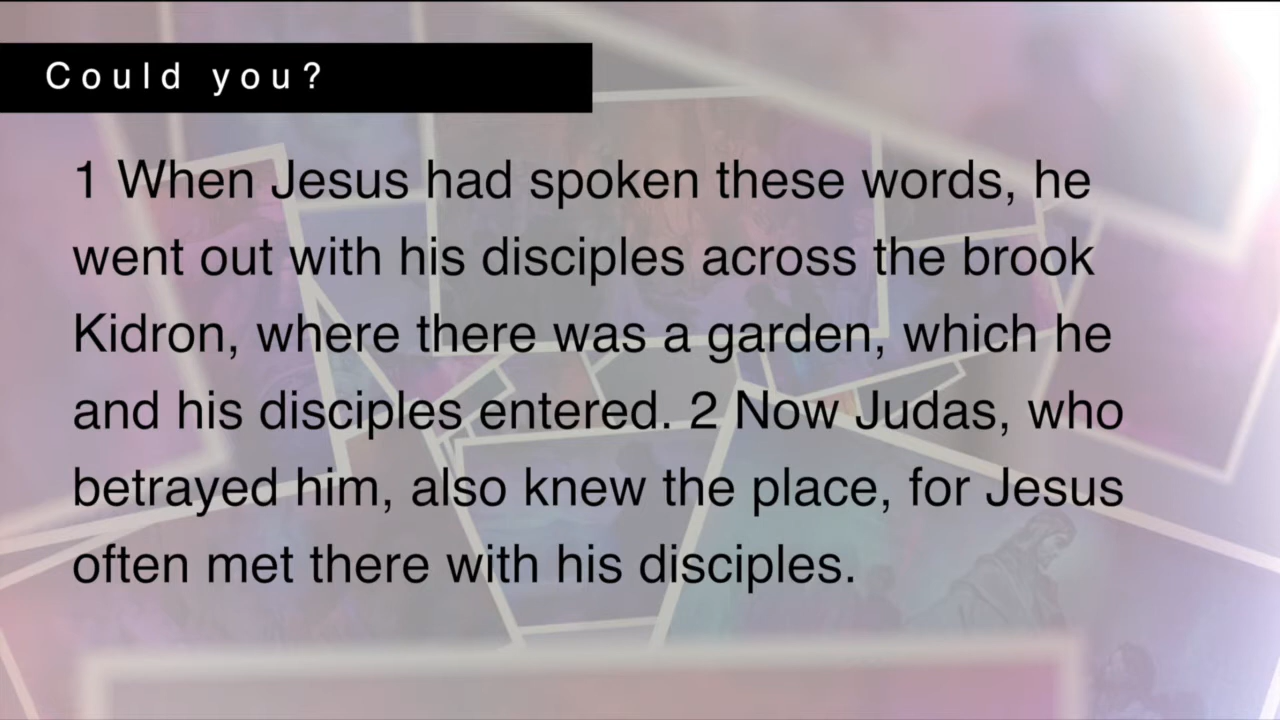 Could you?
1 When Jesus had spoken these words, he
went out with his disciples across the brook
Kidron, where there was a garden, which he
and his disciples entered. 2 Now Judas, who
betrayed him, also knew the place, for Jesus
often met there with his disciples.